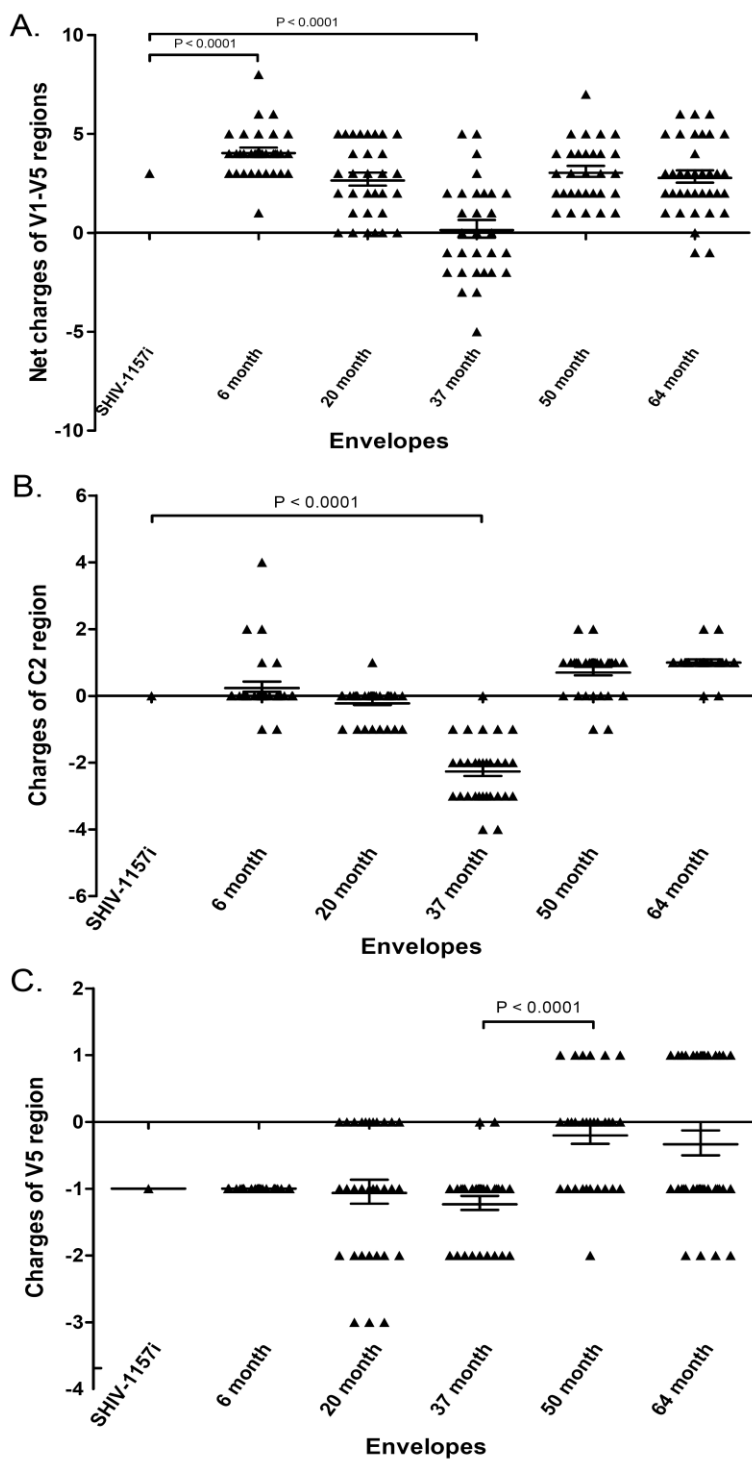 A.
P < 0.0001
P < 0.0001
10
5
0
-5
-10
Net charges of V1-V5 regions
SHIV-1157i
6 month
20 month
37 month
50 month
64 month
Envelopes
B.
P < 0.0001
6
4
2
0
-2
-4
-6
Charges of C2 region
SHIV-1157i
6 month
20 month
37 month
50 month
64 month
Envelopes
C.
P < 0.0001
2
1
0
-1
-2
-3
-4
Charges of V5 region
SHIV-1157i
6 month
20 month
37 month
50 month
64 month
Envelopes